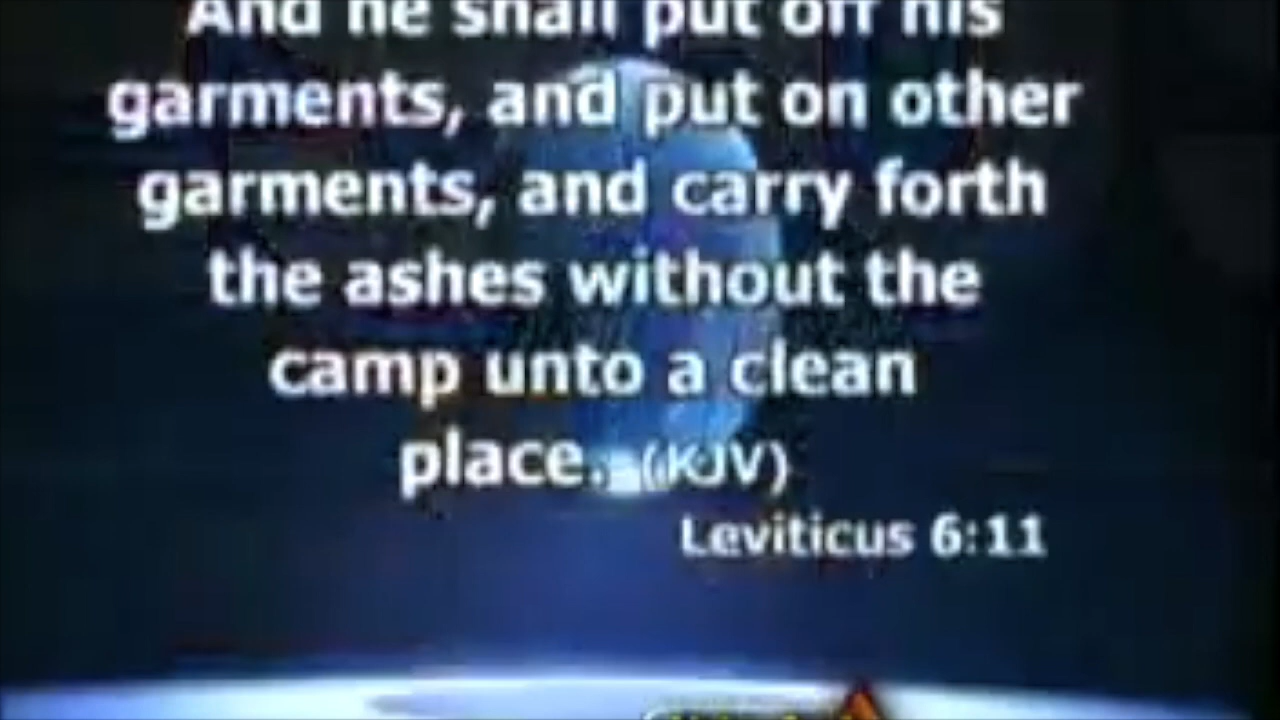 And he shall put off his
garments, and put on other
garments, and carry forth
the ashes without the
camp unto a clean
place. (KJV)
Leviticus 6:11